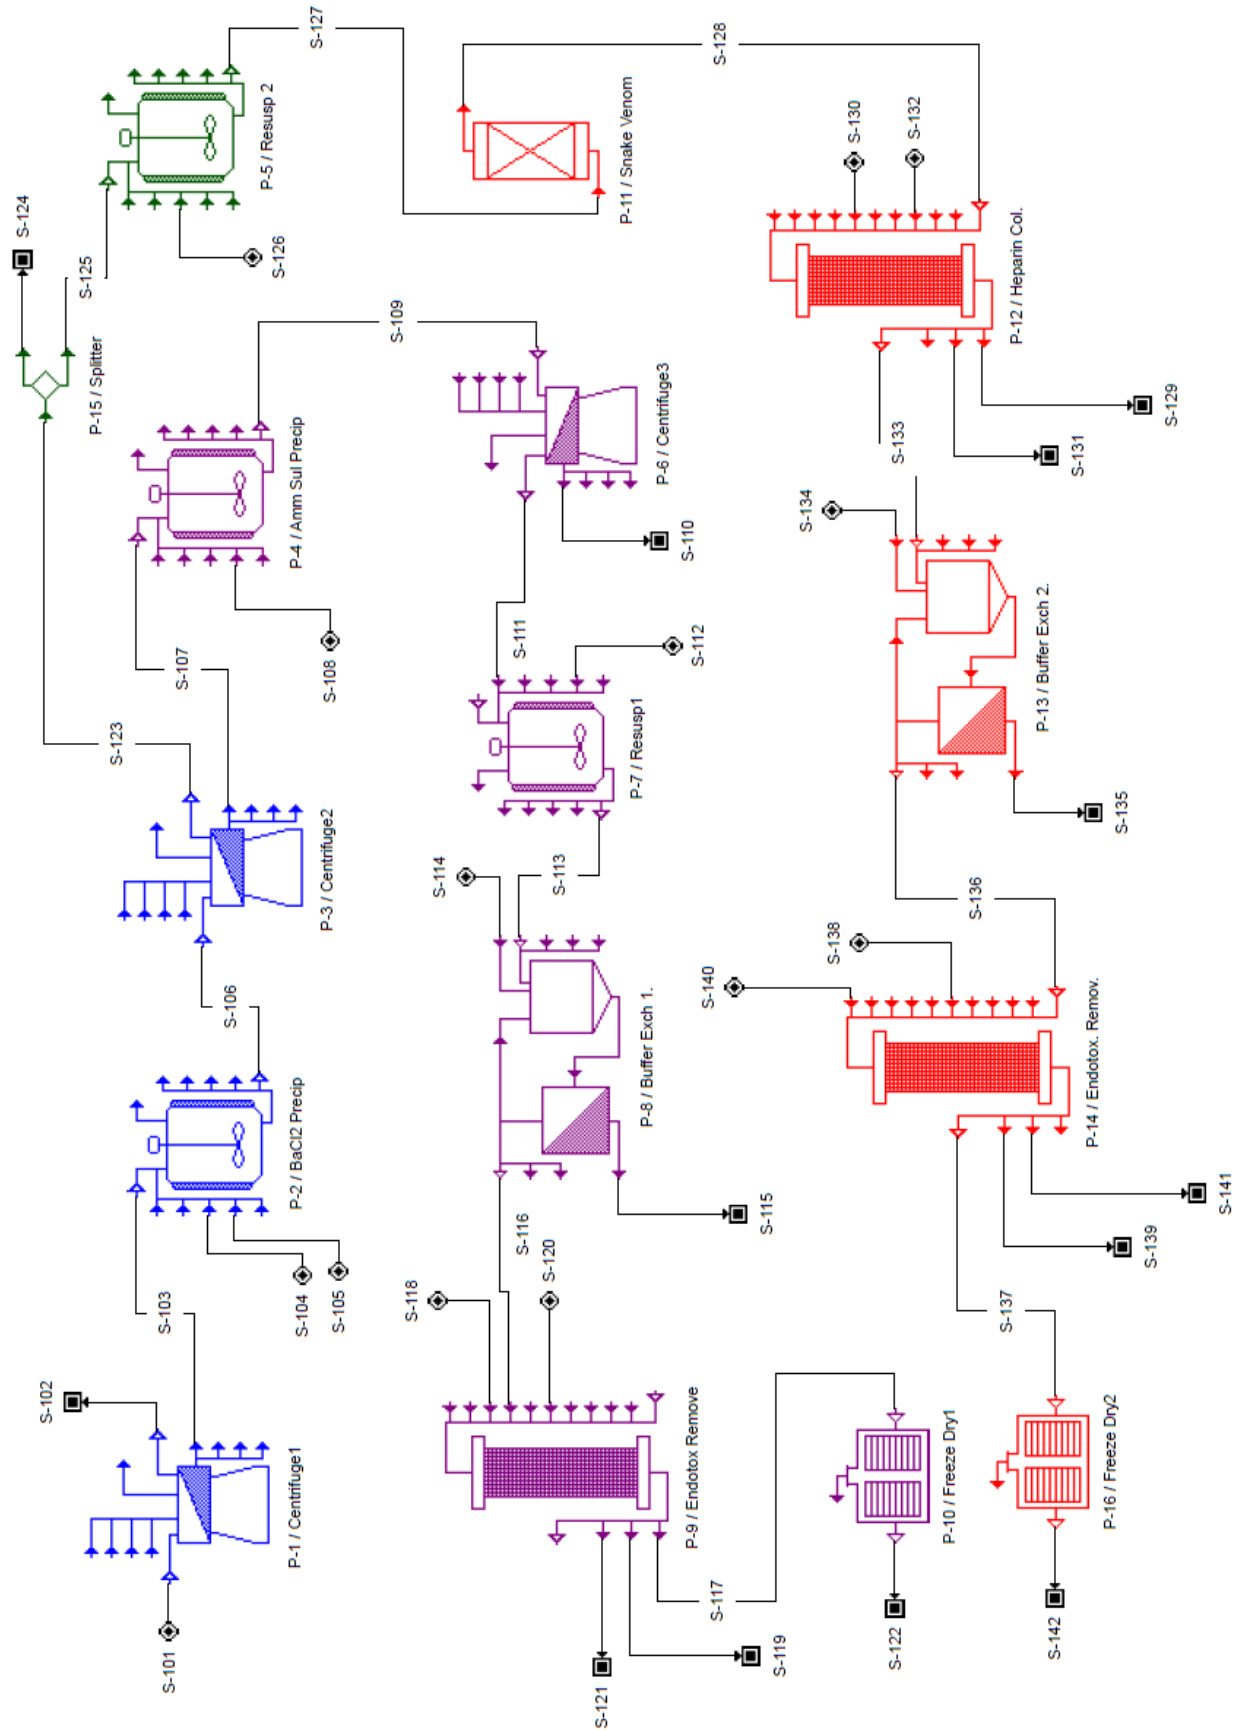 S-101
P-1 / Centrifuge1
S-102
S-103
S-104
S-105
P-2 / BaCl2 Precip
S-106
P-3 / Centrifuge2
S-123
S-107
S-108
P-4 / Amm Sul Precip
P-15 / Splitter
S-124
S-125
S-126
P-5 / Resusp 2
S-127
S-109
P-6 / Centrifuge3
S-110
S-111
S-112
P-7 / Resusp1
S-113
S-114
P-8 / Buffer Exch 1.
S-115
S-116
S-118
S-120
P-9 / Endotox Remove
S-121
S-119
S-117
P-10 / Freeze Dry1
S-122
P-11 / Snake Venom
S-128
S-130
S-132
P-12 / Heparin Col.
S-133
S-131
S-129
S-134
P-13 / Buffer Exch 2.
S-135
S-136
S-138
S-140
P-14 / Endotox. Remov.
S-141
S-139
S-137
P-16 / Freeze Dry2
S-142